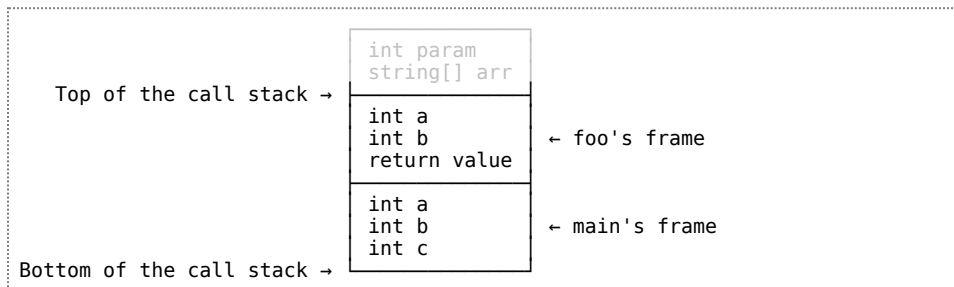 int param
string[] arr
Top of the call stack →
int a
int b ← foo's frame
return value
int a
int b ← main's frame
int c
Bottom of the call stack →